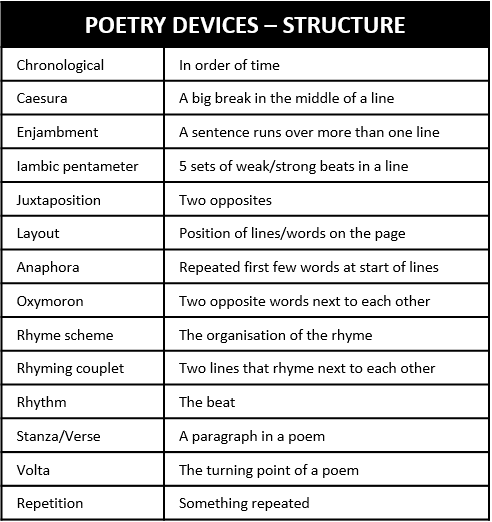 POETRY DEVICES – STRUCTURE
Chronological In order of time
Caesura A big break in the middle of a line
Enjambment A sentence runs over more than one line
Iambic pentameter 5 sets of weak/strong beats in a line
Juxtaposition Two opposites
Layout Position of lines/words on the page
Anaphora Repeated first few words at start of lines
Oxymoron Two opposite words next to each other
Rhyme scheme The organisation of the rhyme
Rhyming couplet Two lines that rhyme next to each other
Rhythm The beat
Stanza/Verse A paragraph in a poem
Volta The turning point of a poem
Repetition Something repeated